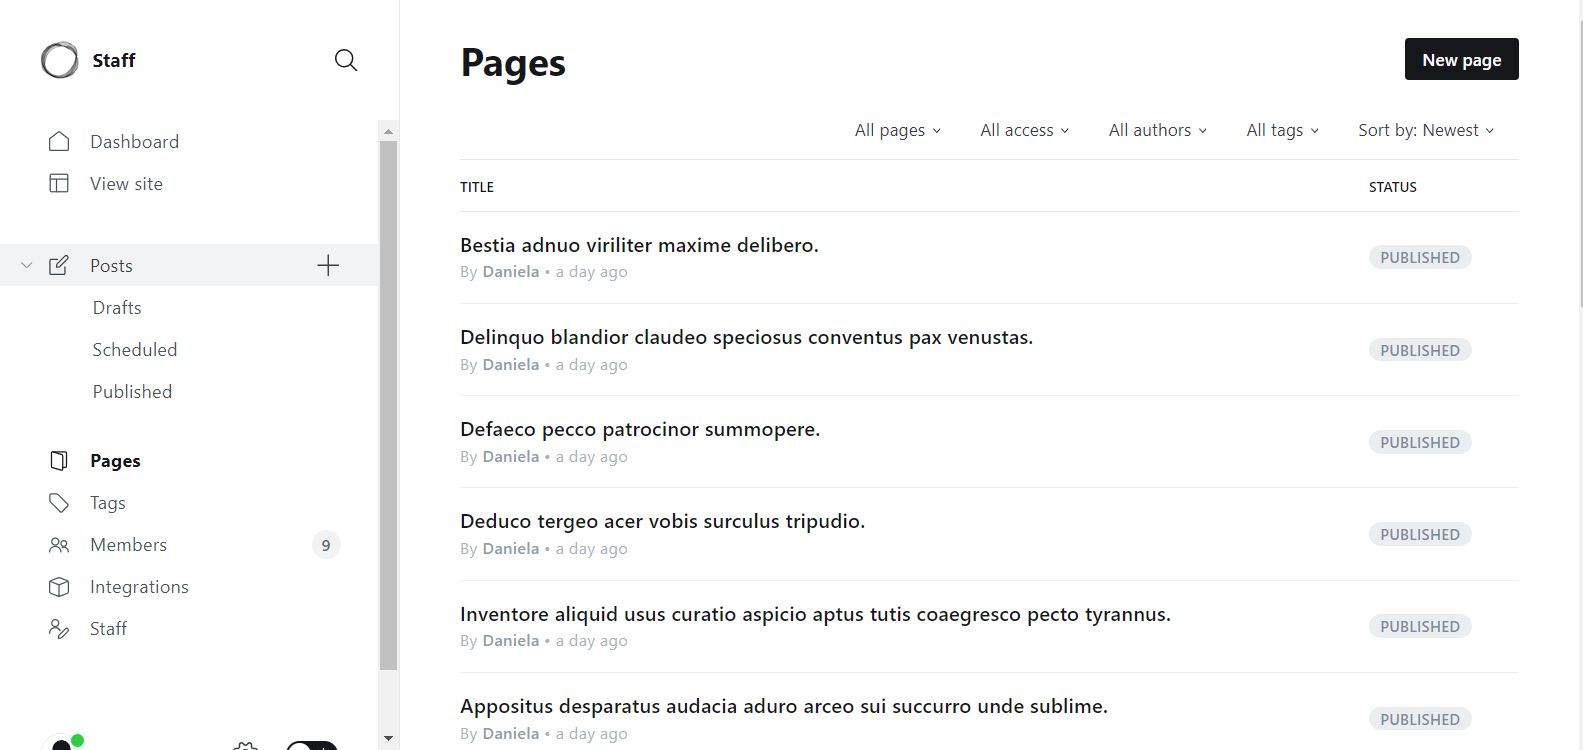 Staff
Dashboard
View site
Posts
Drafts
Scheduled
Published
Pages
Tags
Members 9
Integrations
Staff
Pages
New page
All pages All access All authors All tags Sort by: Newest
TITLE STATUS
Bestia adnuo viriliter maxime delibero.
By Daniela • a day ago
PUBLISHED
Delinquo blandior claudeo speciosus conventus pax venustas.
By Daniela • a day ago
PUBLISHED
Defaeco pecco patrocinor summopere.
By Daniela • a day ago
PUBLISHED
Deduco tergeo acer vobis surculus tripudio.
By Daniela • a day ago
PUBLISHED
Inventore aliquid usus curatio aspicio aptus tutis coaegresco pecto tyrannus.
By Daniela • a day ago
PUBLISHED
Appositus desparatus audacia aduro arceo sui succurro unde sublime.
By Daniela • a day ago
PUBLISHED